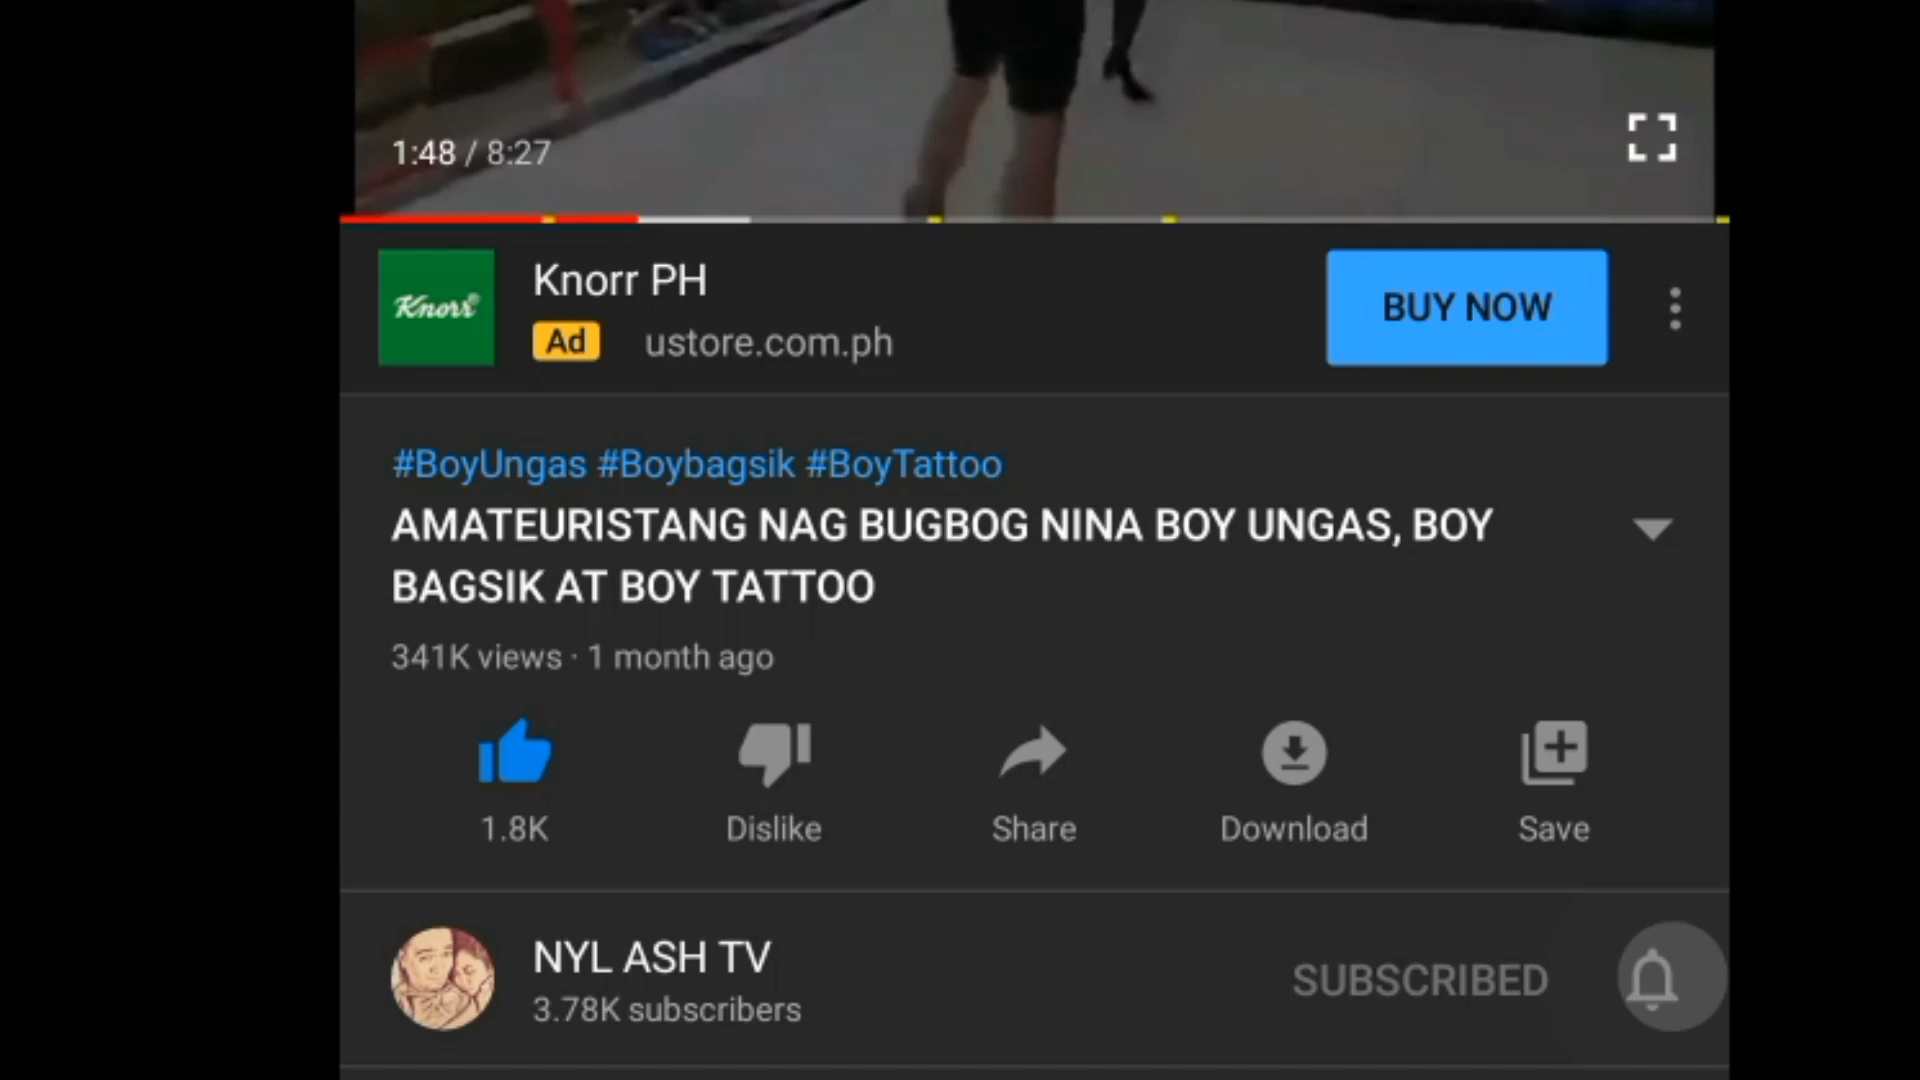 1:48 / 8:27
Knorr
Knorr PH
BUY NOW
Ad ustore.com.ph
#BoyUngas #Boybagsik #BoyTattoo
AMATEURISTANG NAG BUGBOG NINA BOY UNGAS, BOY
BAGSIK AT BOY TATTOO
341K views · 1 month ago
1.8K Dislike Share Download Save
NYL ASH TV
3.78K subscribers
SUBSCRIBED